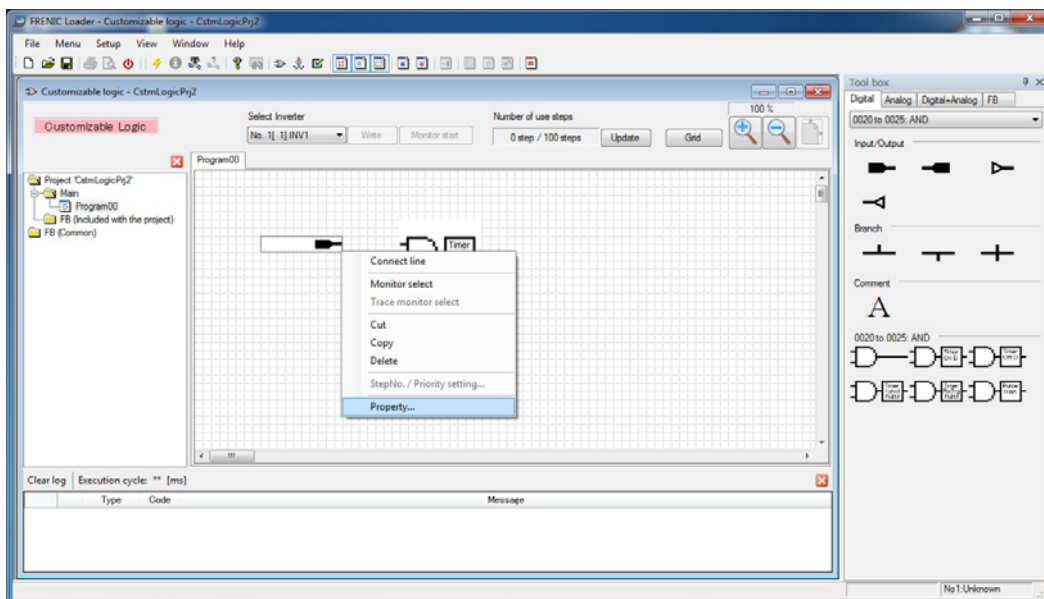 FRENIC Loader - Customizable logic - CstmLogicPrj2
File Menu Setup View Window Help
Customizable logic - CstmLogicPrj2
Customizable Logic
Select Inverter
No. 1[ 1] INV1
Write
Monitor start
Number of use steps
0 step / 100 steps
Update
Grid
100 %
Project 'CstmLogicPrj2'
Main
Program00
FB (Included with the project)
FB (Common)
Program00
Timer
Connect line
Monitor select
Trace monitor select
Cut
Copy
Delete
StepNo. / Priority setting...
Property...
Clear log
Execution cycle: ** [ms]
Type Code Message
Tool box
Digital Analog Digital+Analog FB
0020 to 0025: AND
Input/Output
Branch
Comment
A
0020 to 0025: AND
Timer On D
Timer Off D
No1:Unknown